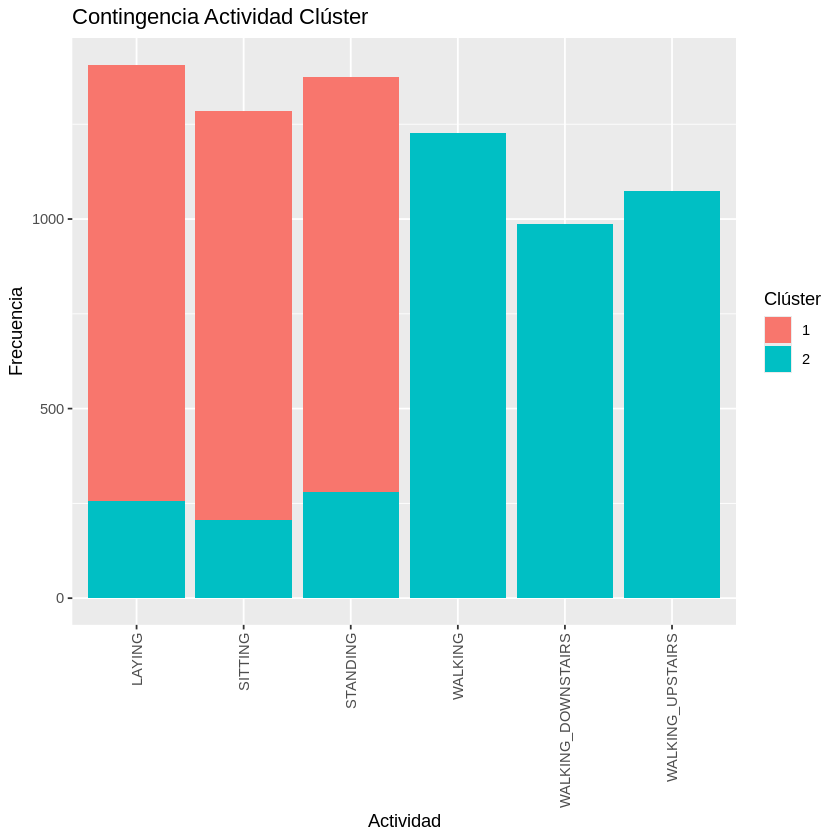 Contingencia Actividad Clúster
Frecuencia
1000
500
0
LAYING
SITTING
STANDING
WALKING
WALKING_DOWNSTAIRS
WALKING_UPSTAIRS
Actividad
Clúster
1
2